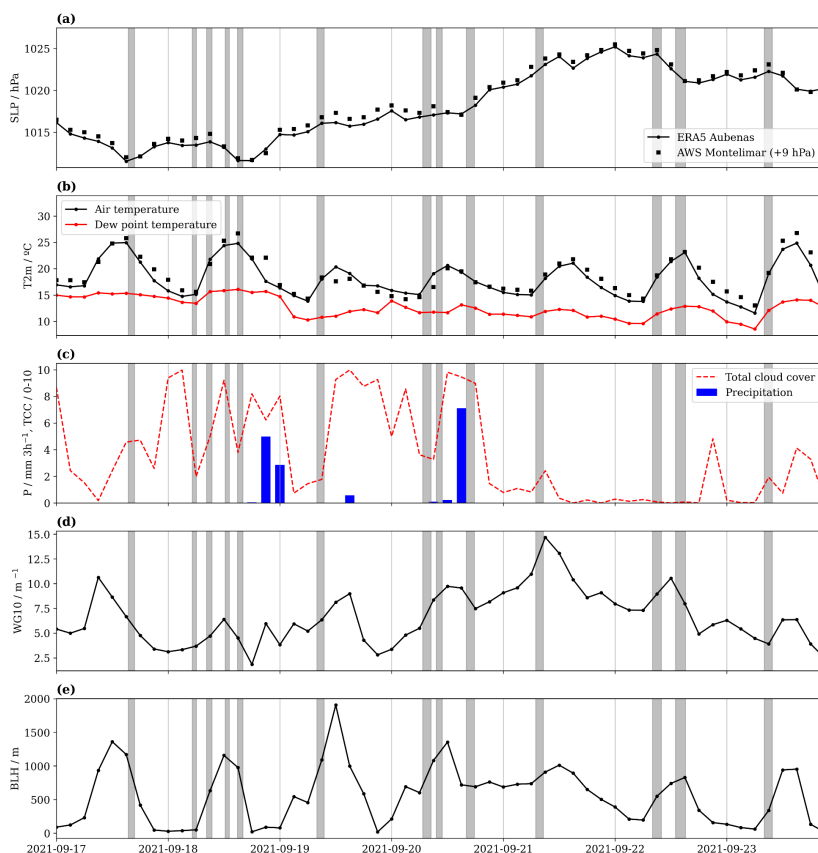 (a)
1025
1020
1015
SLP / hPa
ERA5 Aubenas
AWS Montelimar (+9 hPa)
(b)
30
25
20
15
10
T2m / ºC
Air temperature
Dew point temperature
(c)
10
8
6
4
2
0
P / mm 3h⁻¹, TCC / 0-10
Total cloud cover
Precipitation
(d)
15.0
12.5
10.0
7.5
5.0
2.5
WG10 / m ⁻¹
(e)
2000
1500
1000
500
0
BLH / m
2021-09-17 2021-09-18 2021-09-19 2021-09-20 2021-09-21 2021-09-22 2021-09-23